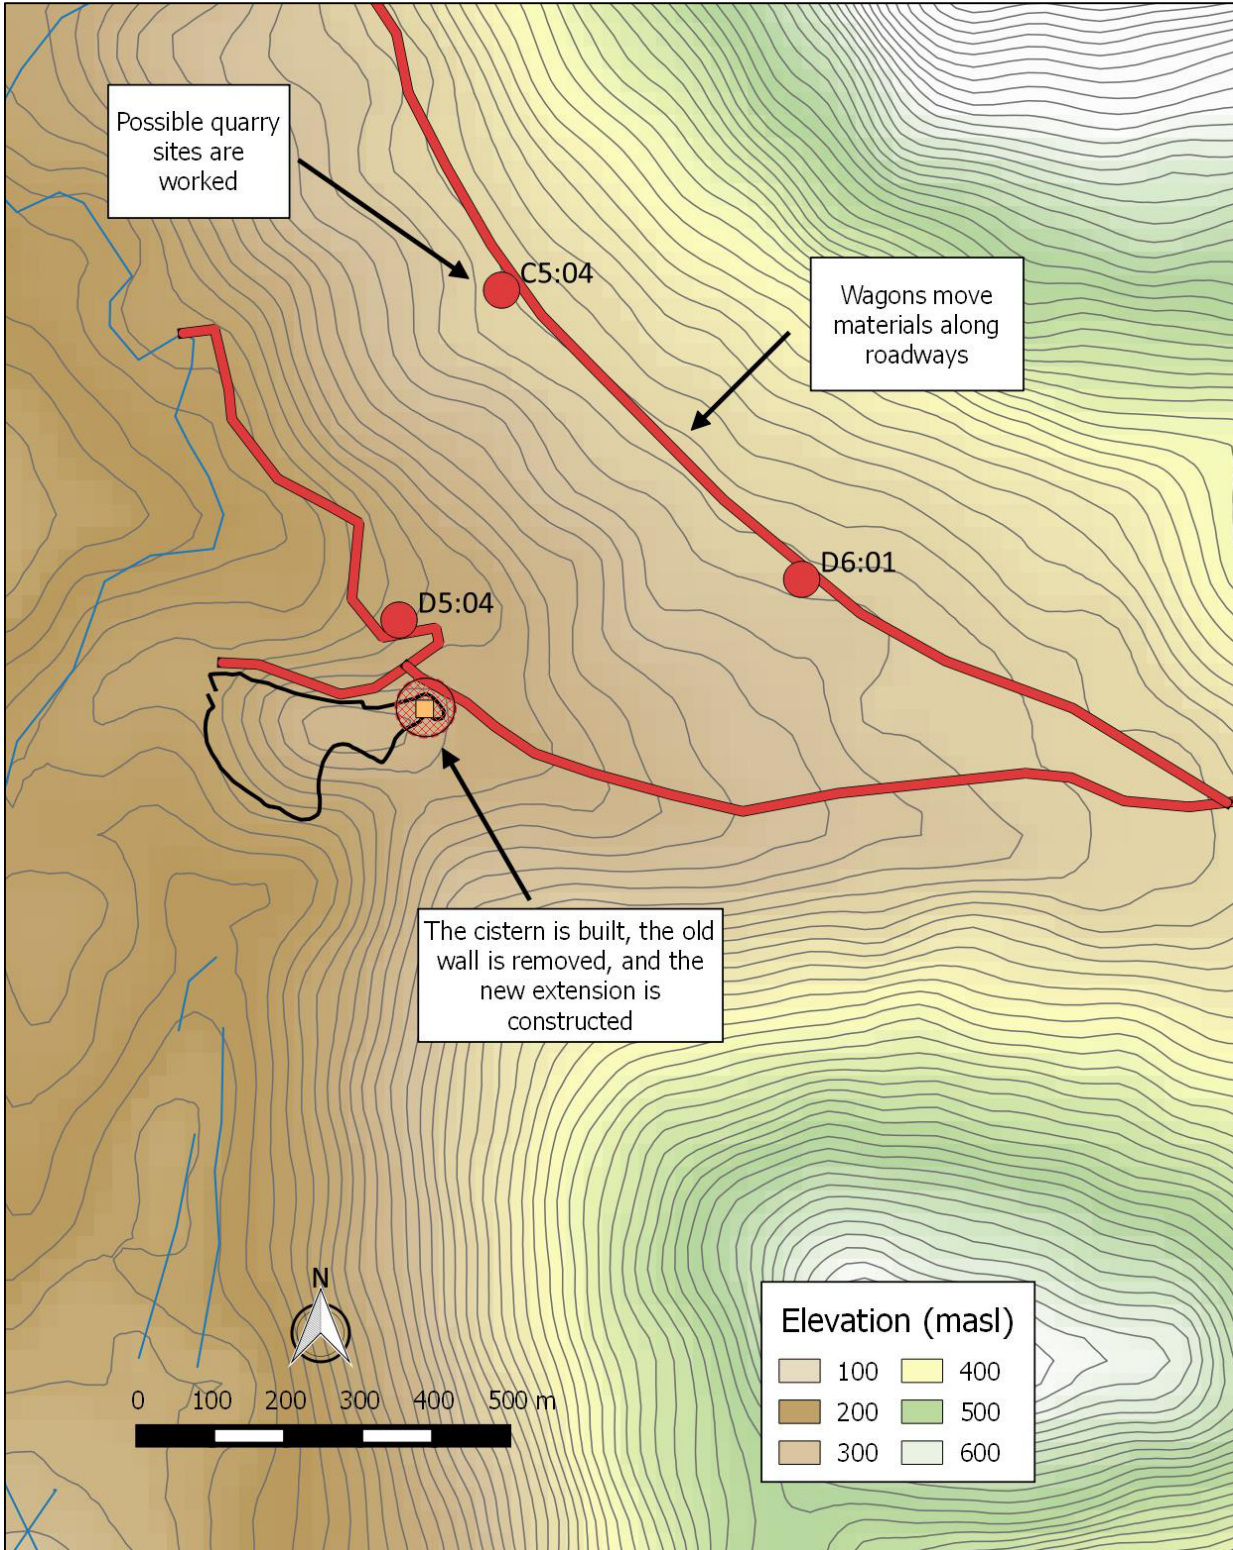 Possible quarry
sites are
worked
C5:04
Wagons move
materials along
roadways
D6:01
D5:04
The cistern is built, the old
wall is removed, and the
new extension is
constructed
N
0 100 200 300 400 500 m
Elevation (masl)
100 400
200 500
300 600